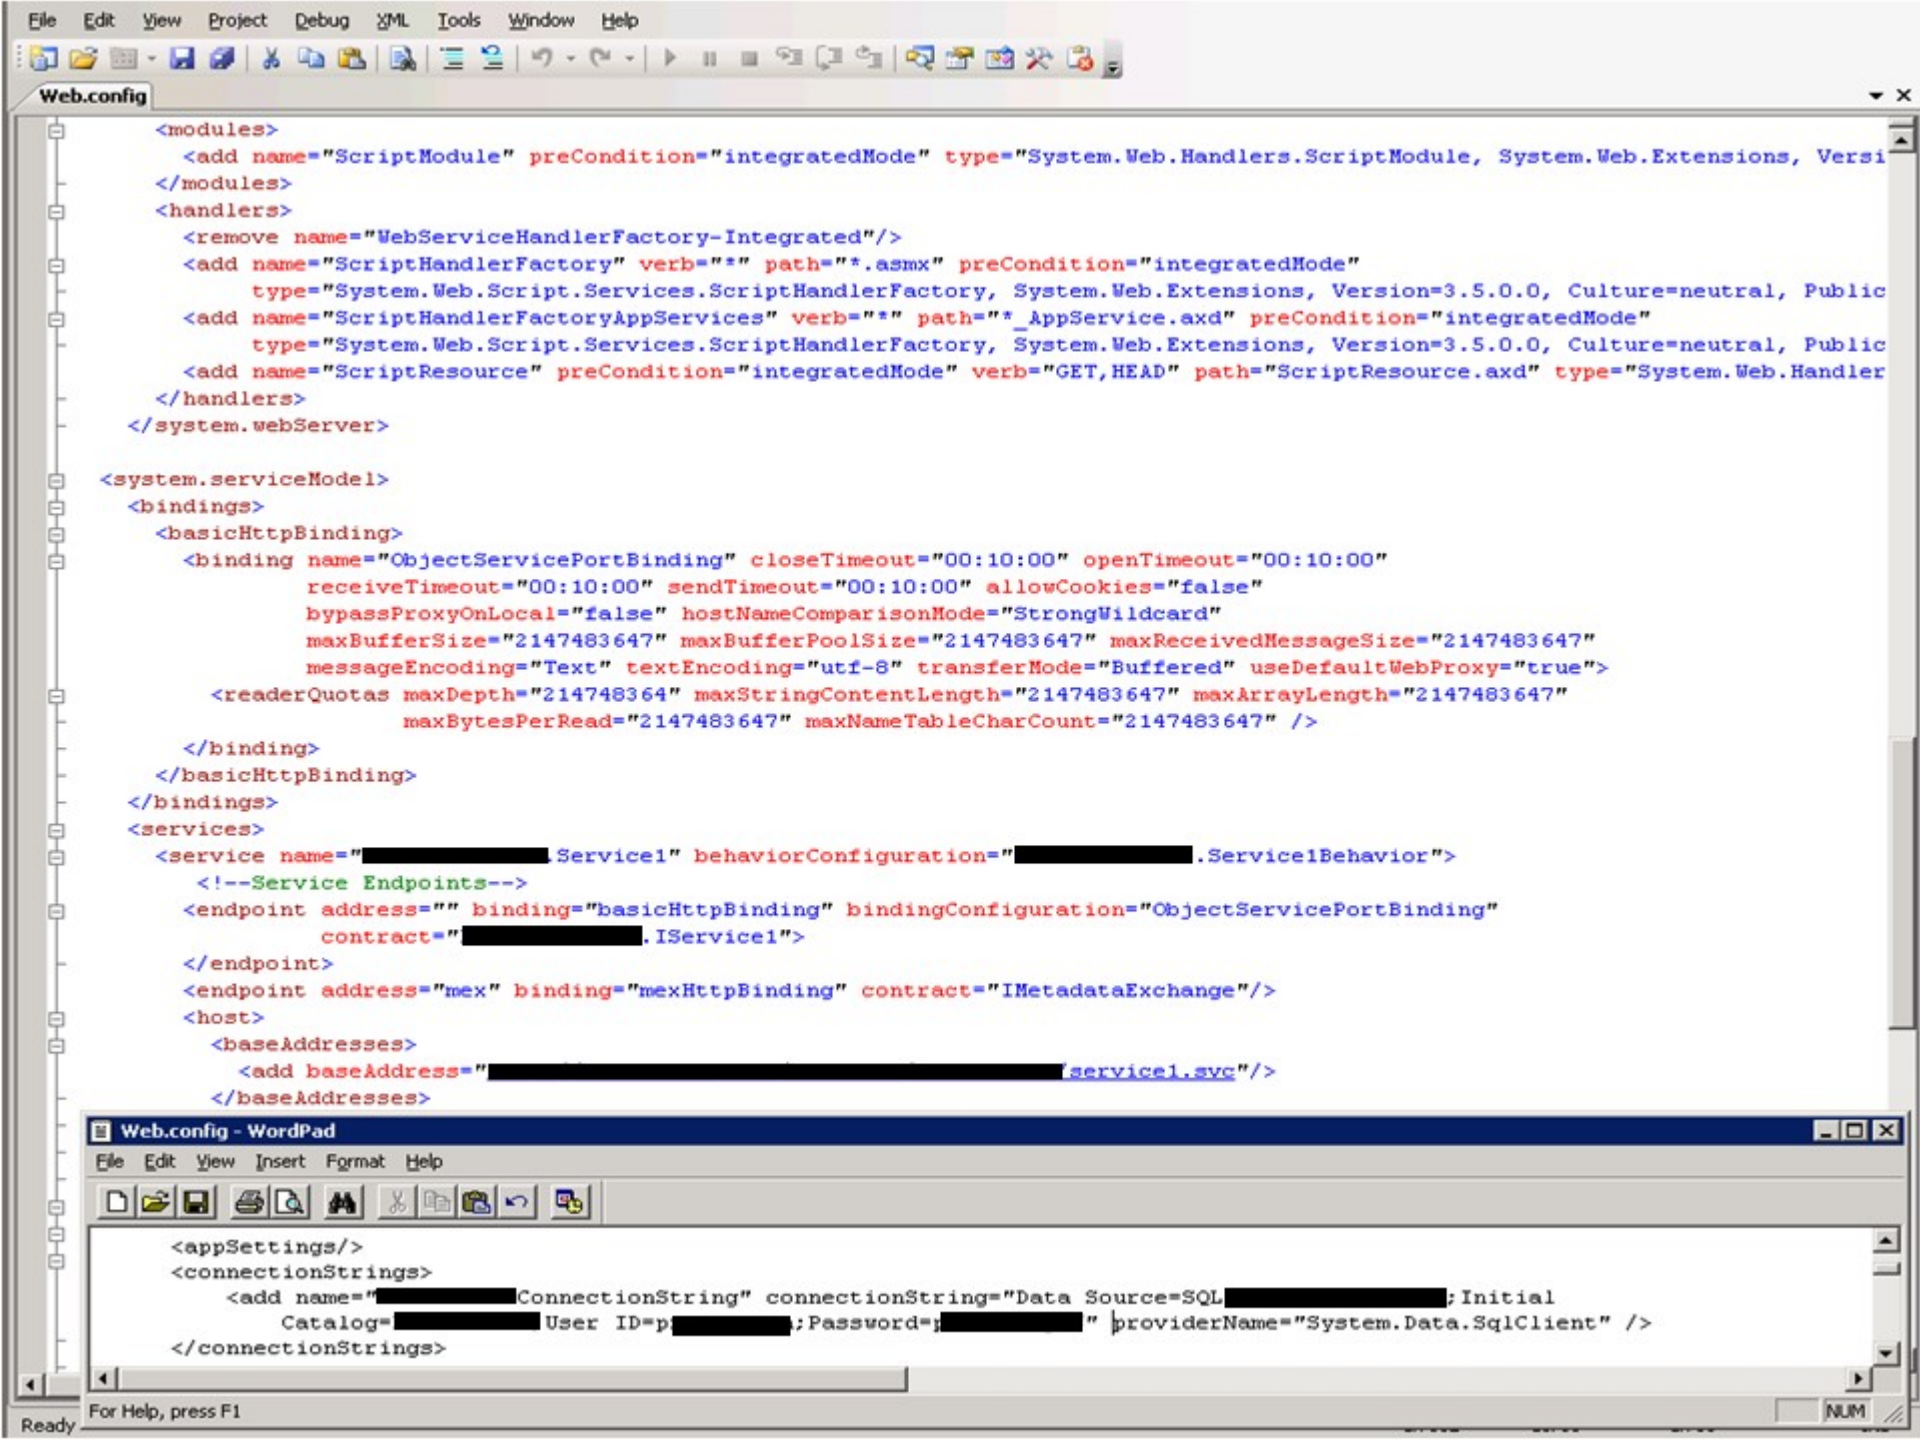 File Edit View Project Debug XML Tools Window Help
Web.config
<modules>
<add name="ScriptModule" preCondition="integratedMode" type="System.Web.Handlers.ScriptModule, System.Web.Extensions, Versi
</modules>
<handlers>
<remove name="WebServiceHandlerFactory-Integrated"/>
<add name="ScriptHandlerFactory" verb="*" path="*.asmx" preCondition="integratedMode"
type="System.Web.Script.Services.ScriptHandlerFactory, System.Web.Extensions, Version=3.5.0.0, Culture=neutral, Public
<add name="ScriptHandlerFactoryAppServices" verb="*" path="*_AppService.axd" preCondition="integratedMode"
type="System.Web.Script.Services.ScriptHandlerFactory, System.Web.Extensions, Version=3.5.0.0, Culture=neutral, Public
<add name="ScriptResource" preCondition="integratedMode" verb="GET,HEAD" path="ScriptResource.axd" type="System.Web.Handler
</handlers>
</system.webServer>
<system.serviceModel>
<bindings>
<basicHttpBinding>
<binding name="ObjectServicePortBinding" closeTimeout="00:10:00" openTimeout="00:10:00"
receiveTimeout="00:10:00" sendTimeout="00:10:00" allowCookies="false"
bypassProxyOnLocal="false" hostNameComparisonMode="StrongWildcard"
maxBufferSize="2147483647" maxBufferPoolSize="2147483647" maxReceivedMessageSize="2147483647"
messageEncoding="Text" textEncoding="utf-8" transferMode="Buffered" useDefaultWebProxy="true">
<readerQuotas maxDepth="214748364" maxStringContentLength="2147483647" maxArrayLength="2147483647"
maxBytesPerRead="2147483647" maxNameTableCharCount="2147483647" />
</binding>
</basicHttpBinding>
</bindings>
<services>
<service name=" .Service1" behaviorConfiguration=" .Service1Behavior">
<!--Service Endpoints-->
<endpoint address="" binding="basicHttpBinding" bindingConfiguration="ObjectServicePortBinding"
contract=" .IService1">
</endpoint>
<endpoint address="mex" binding="mexHttpBinding" contract="IMetadataExchange"/>
<host>
<baseAddresses>
<add baseAddress=" /service1.svc"/>
</baseAddresses>
Web.config - WordPad
File Edit View Insert Format Help
<appSettings/>
<connectionStrings>
<add name=" ConnectionString" connectionString="Data Source=SQL ;Initial
Catalog= User ID=p ;Password= " providerName="System.Data.SqlClient" />
</connectionStrings>
For Help, press F1
NUM
Ready